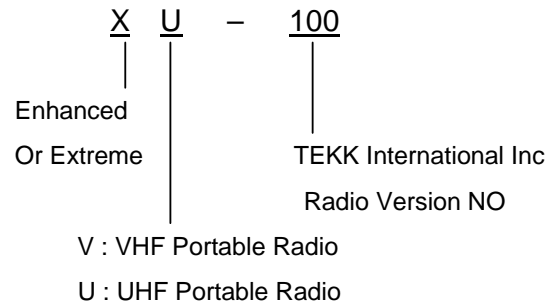 X U – 100
Enhanced
Or Extreme
TEKK International Inc
Radio Version NO
V : VHF Portable Radio
U : UHF Portable Radio